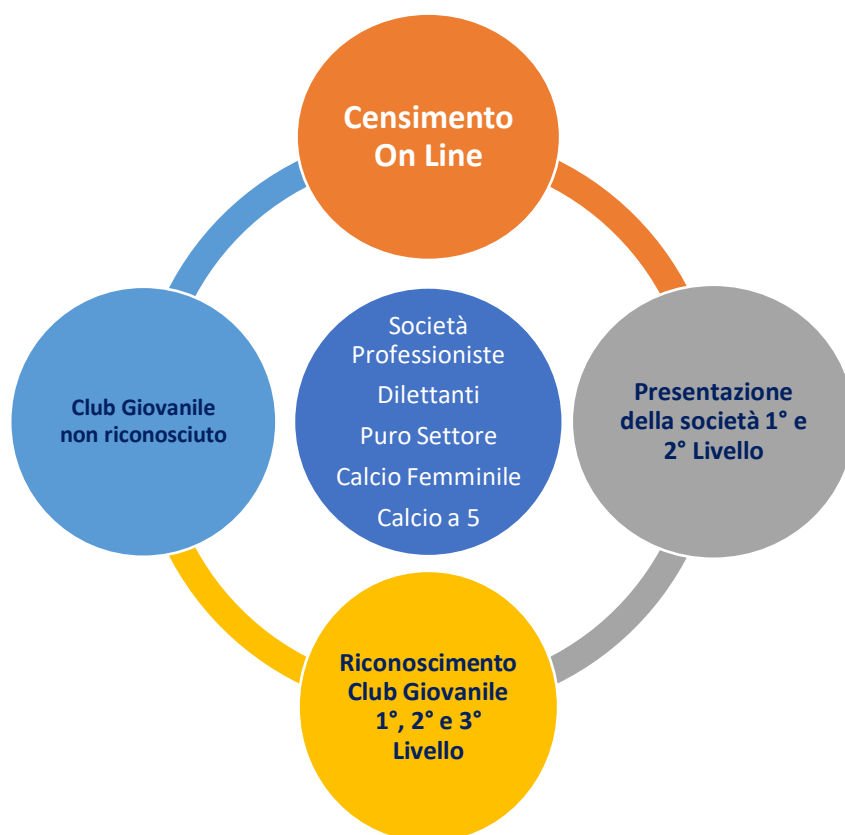 Censimento
On Line
Società
Professioniste
Dilettanti
Puro Settore
Calcio Femminile
Calcio a 5
Club Giovanile
non riconosciuto
Presentazione
della società 1° e
2° Livello
Riconoscimento
Club Giovanile
1°, 2° e 3°
Livello